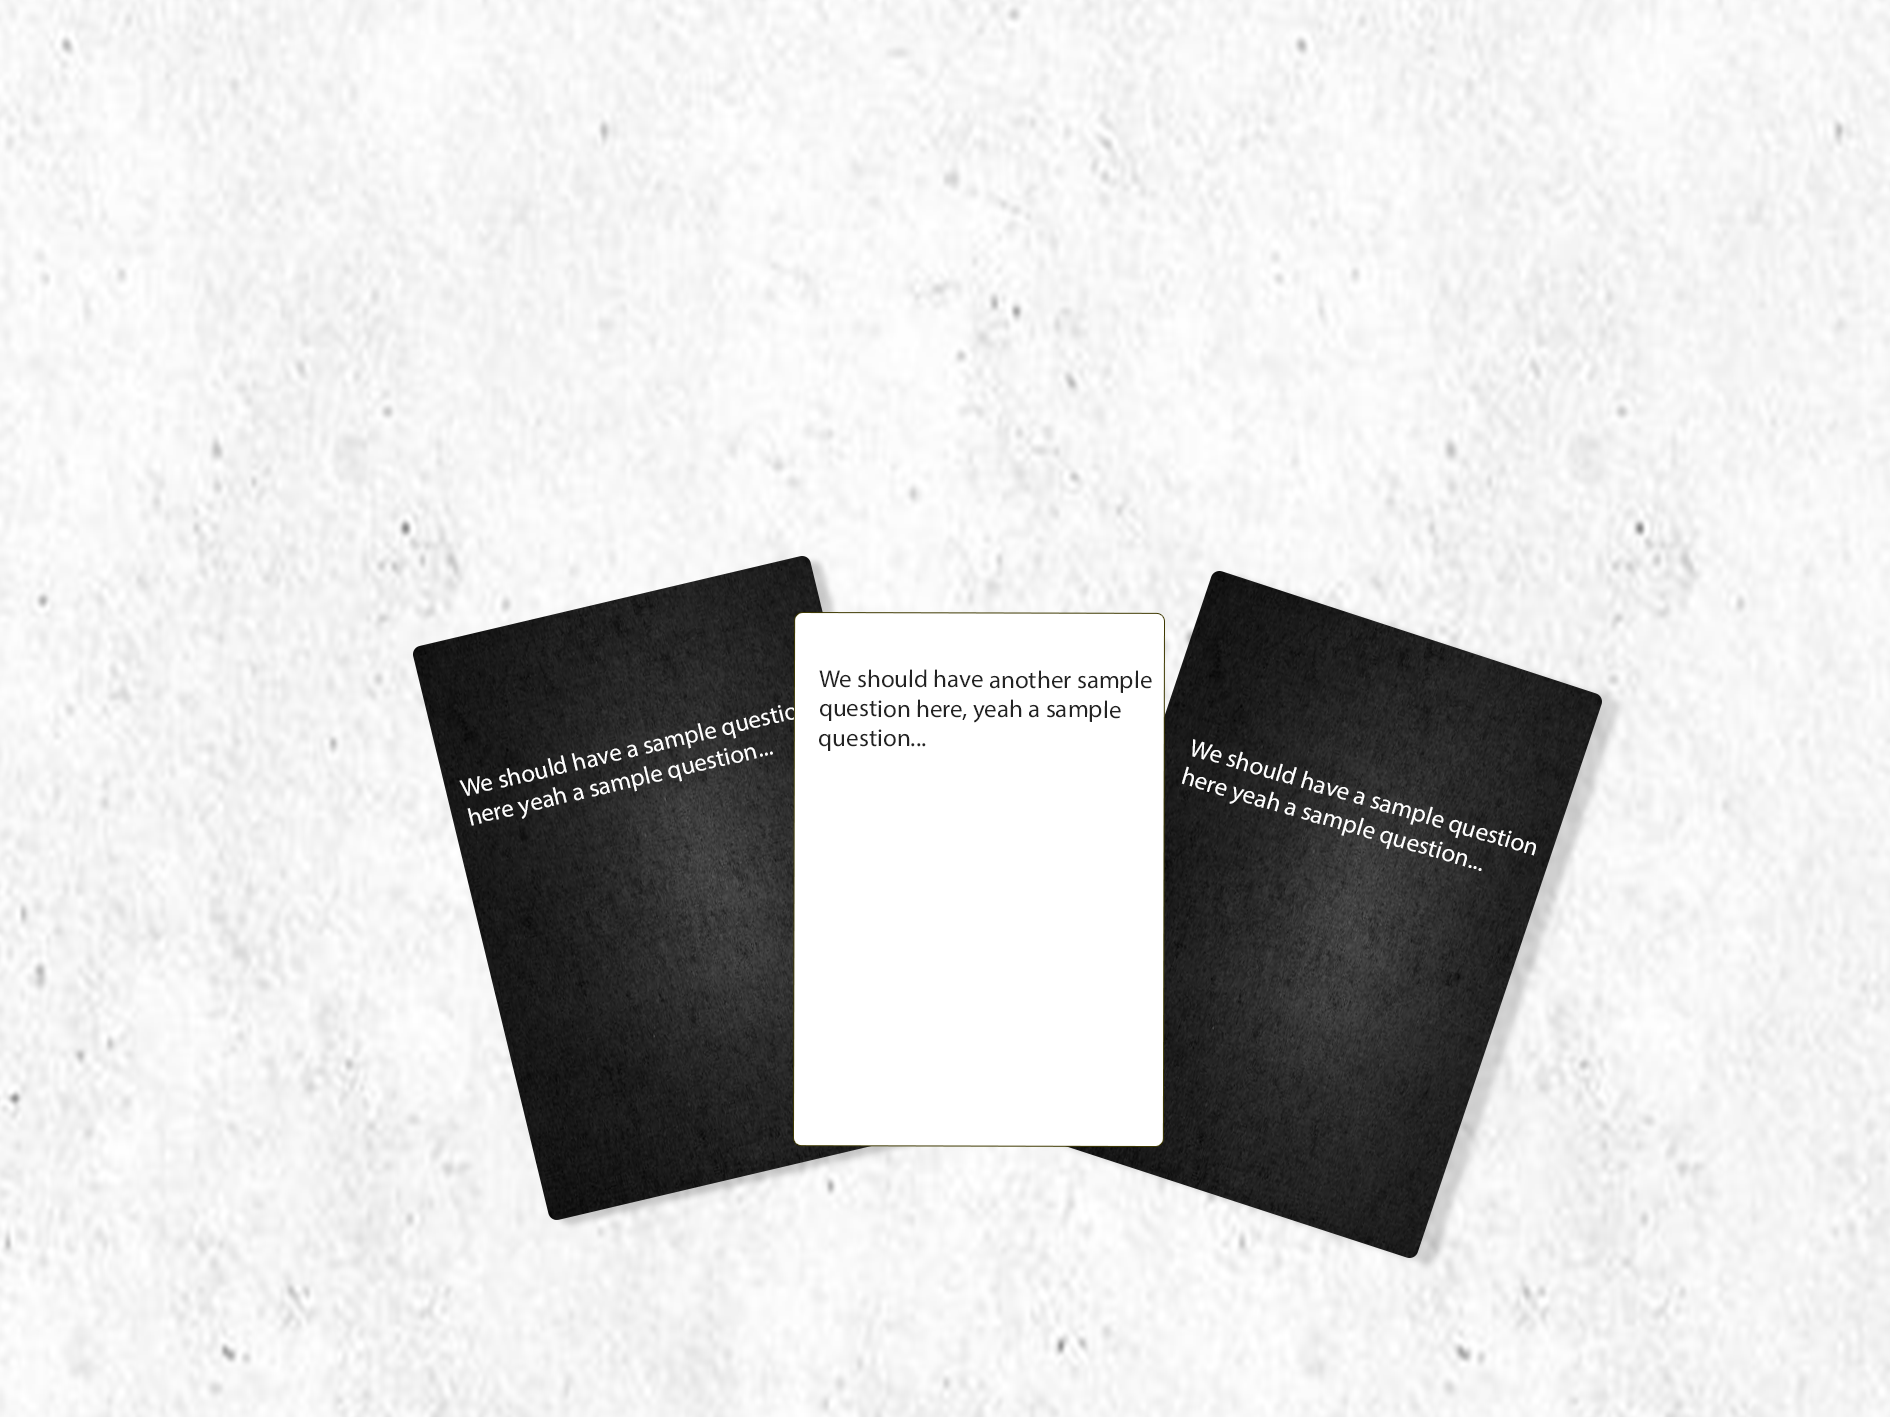 We should have a sample questio
here yeah a sample question...
We should have another sample
question here, yeah a sample
question...
We should have a sample question
here yeah a sample question...